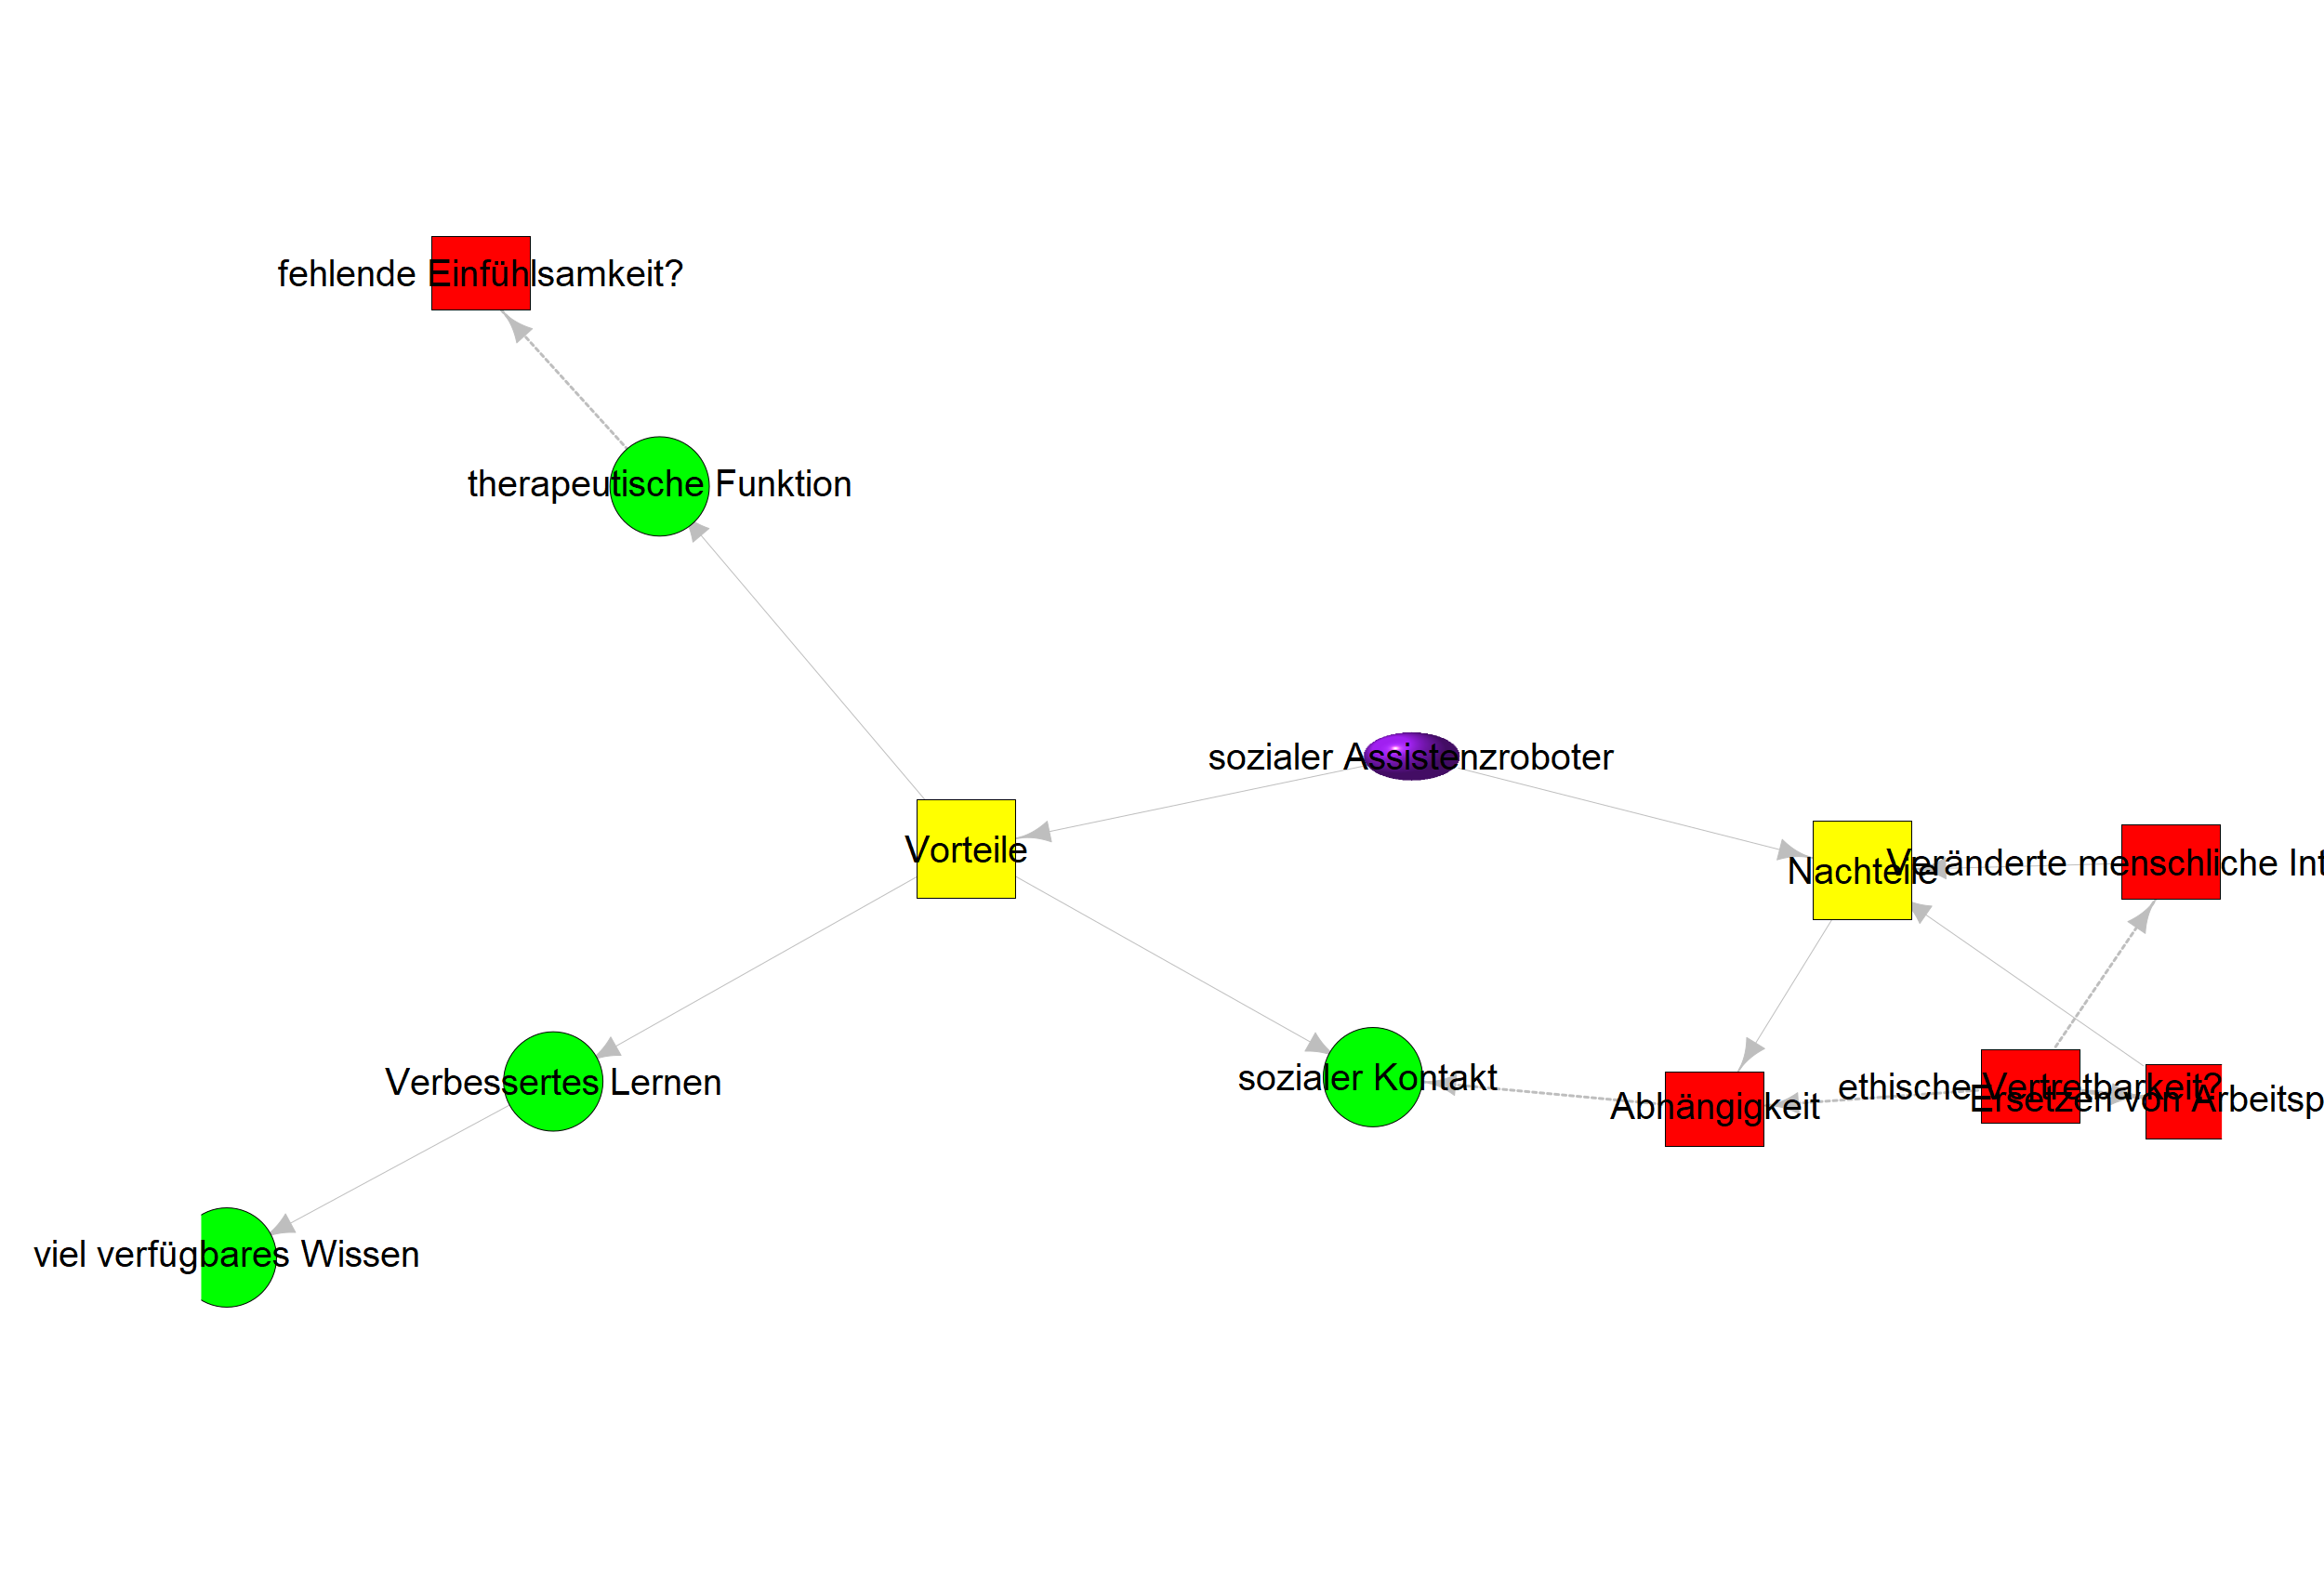 fehlende Einfühlsamkeit?
therapeutische Funktion
sozialer Assistenzroboter
Vorteile
Nachteile
Veränderte menschliche Int
Verbessertes Lernen
sozialer Kontakt
Abhängigkeit
ethische Vertretbarkeit?
Ersetzen von Arbeitsp
viel verfügbares Wissen